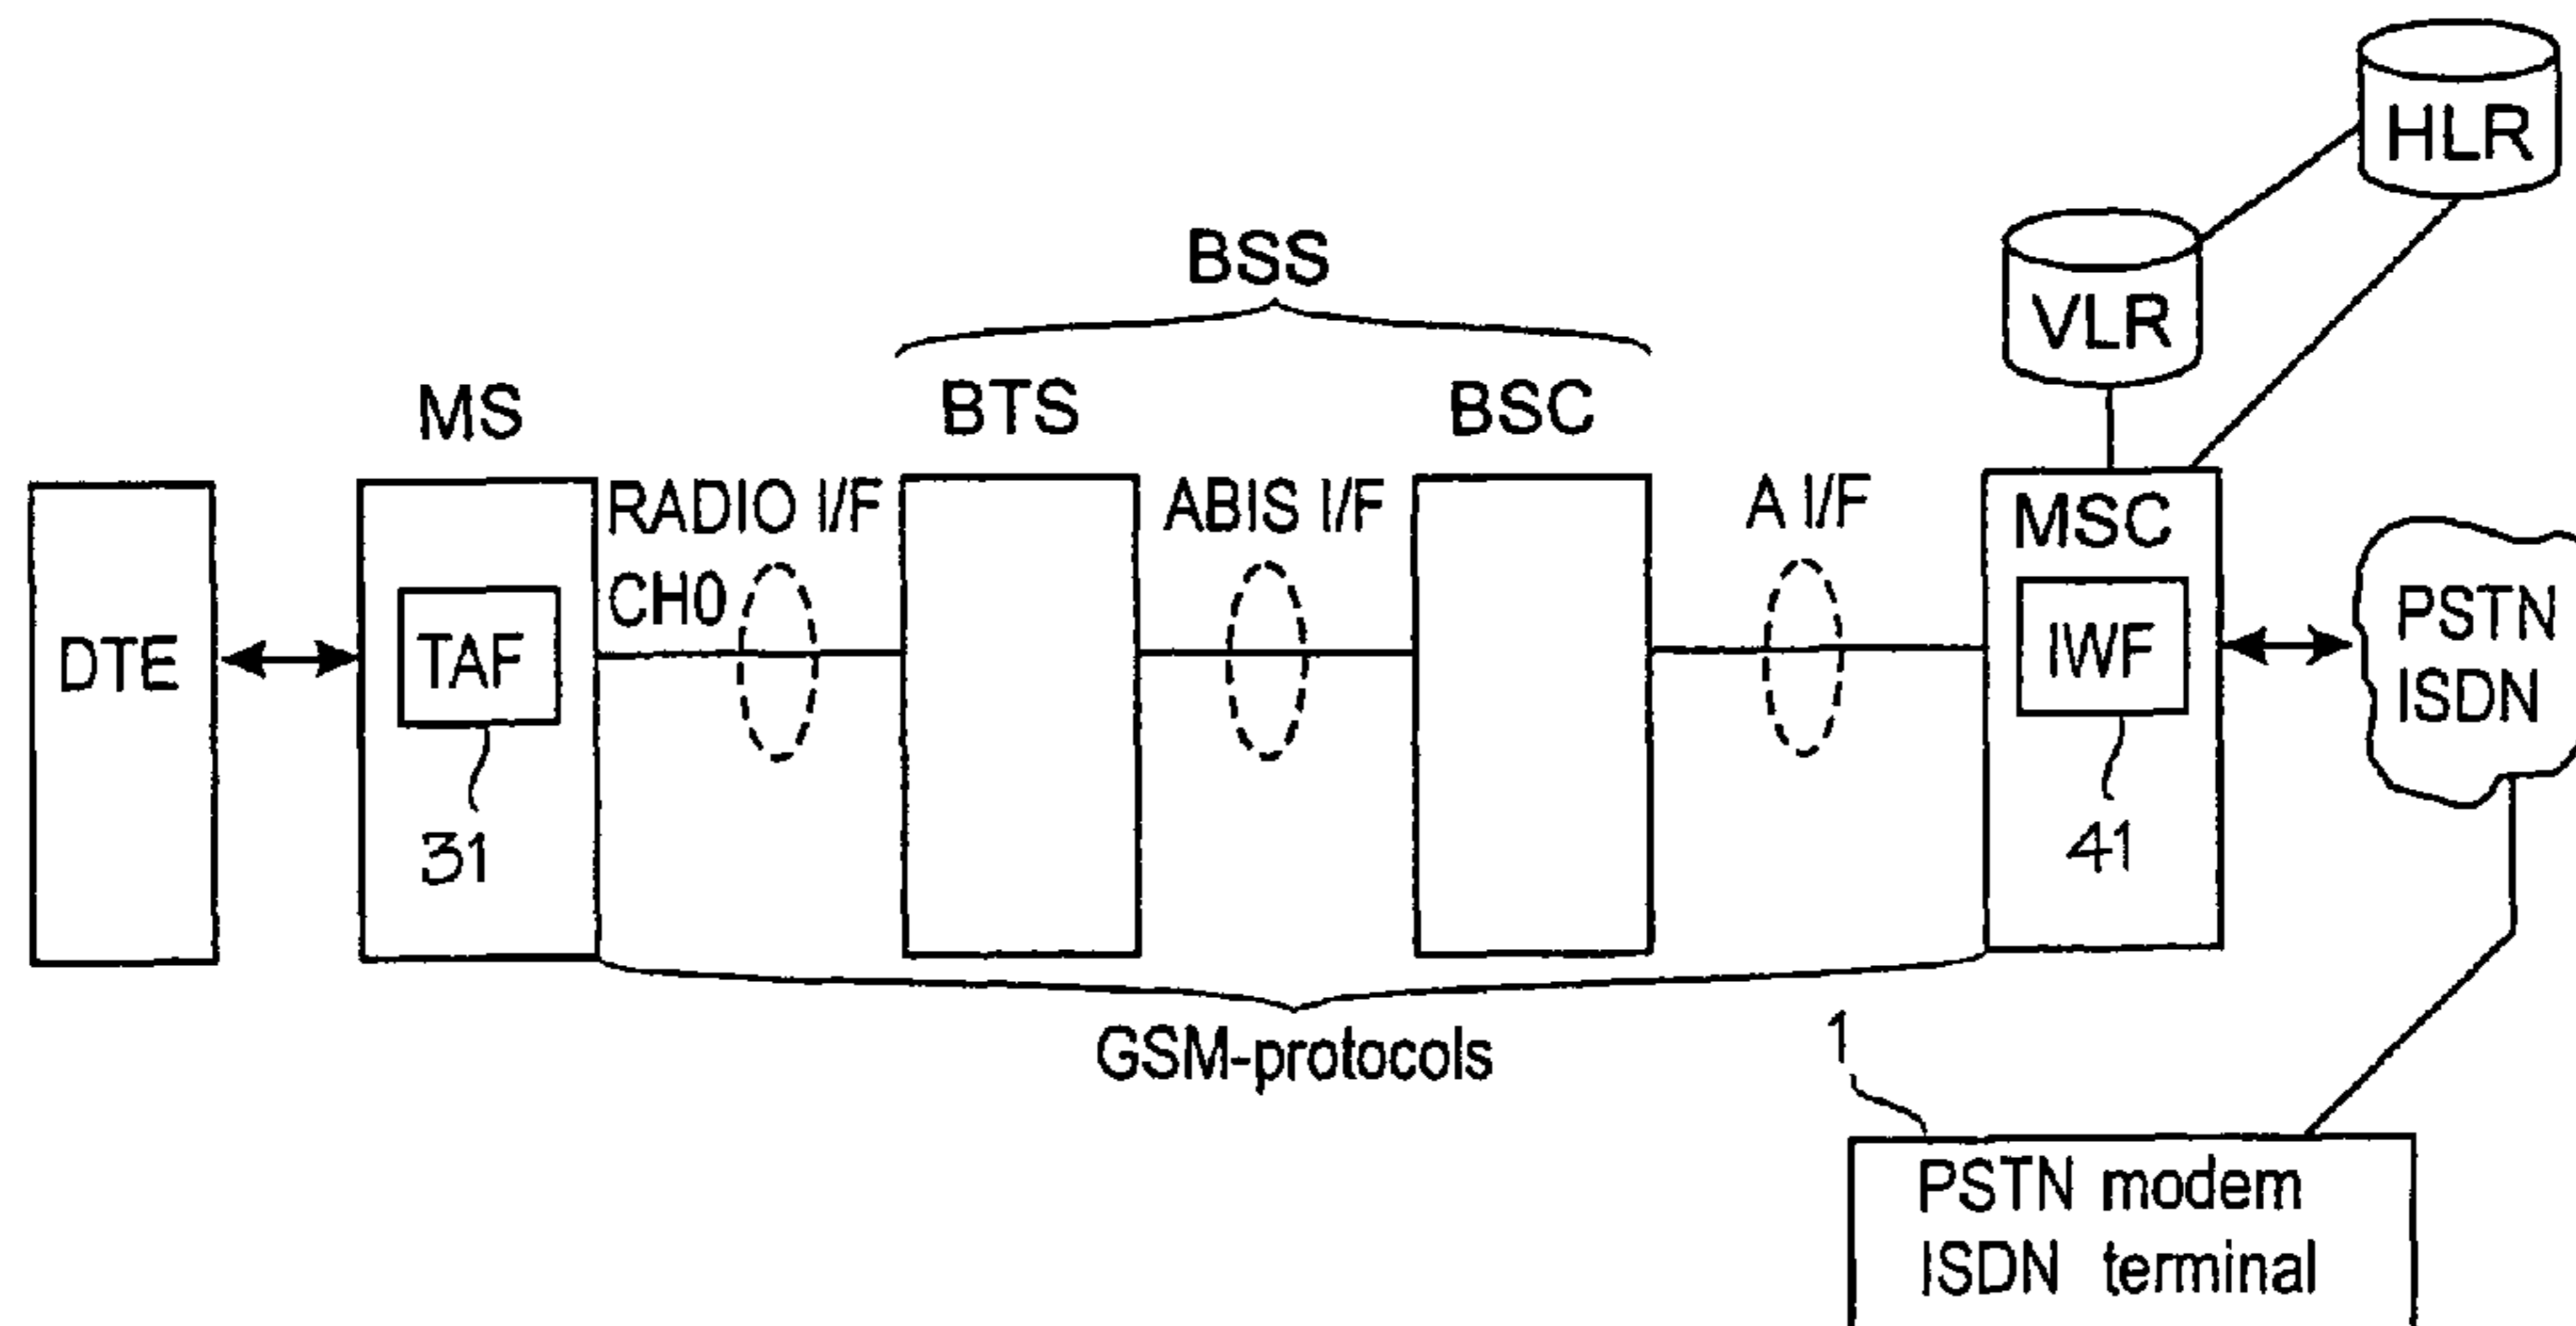 HLR
VLR
BSS
MS
BTS
BSC
RADIO I/F
CH0
ABIS I/F
A I/F
MSC
DTE
TAF
IWF
PSTN
ISDN
31
41
GSM-protocols
1
PSTN modem
ISDN terminal